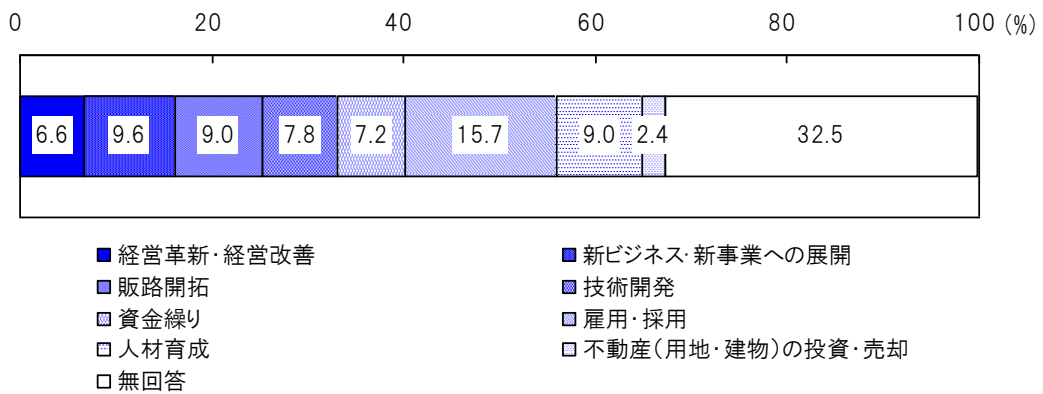 0 20 40 60 80 100 (%)
6.6 9.6 9.0 7.8 7.2 15.7 9.0 2.4 32.5
経営革新・経営改善 新ビジネス・新事業への展開
販路開拓 技術開発
資金繰り 雇用・採用
人材育成 不動産(用地・建物)の投資・売却
無回答